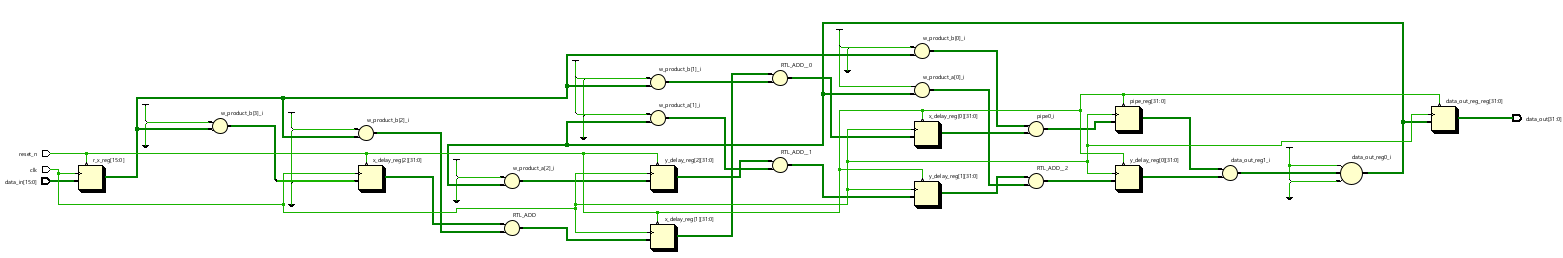 w_product_b[0]_i
RTL_ADD__0
w_product_b[1]_i
w_product_a[0]_i
pipe_reg[31:0]
data_out_reg_reg[31:0]
w_product_a[1]_i
w_product_b[3]_i
w_product_b[2]_i
x_delay_reg[0][31:0]
pipe0_i
data_out[31:0]
reset_n
r_x_reg[15:0]
x_delay_reg[2][31:0]
y_delay_reg[2][31:0]
RTL_ADD__1
y_delay_reg[0][31:0]
data_out_reg0_i
data_out_reg1_i
clk
w_product_a[2]_i
RTL_ADD__2
y_delay_reg[1][31:0]
data_in[15:0]
RTL_ADD
x_delay_reg[1][31:0]